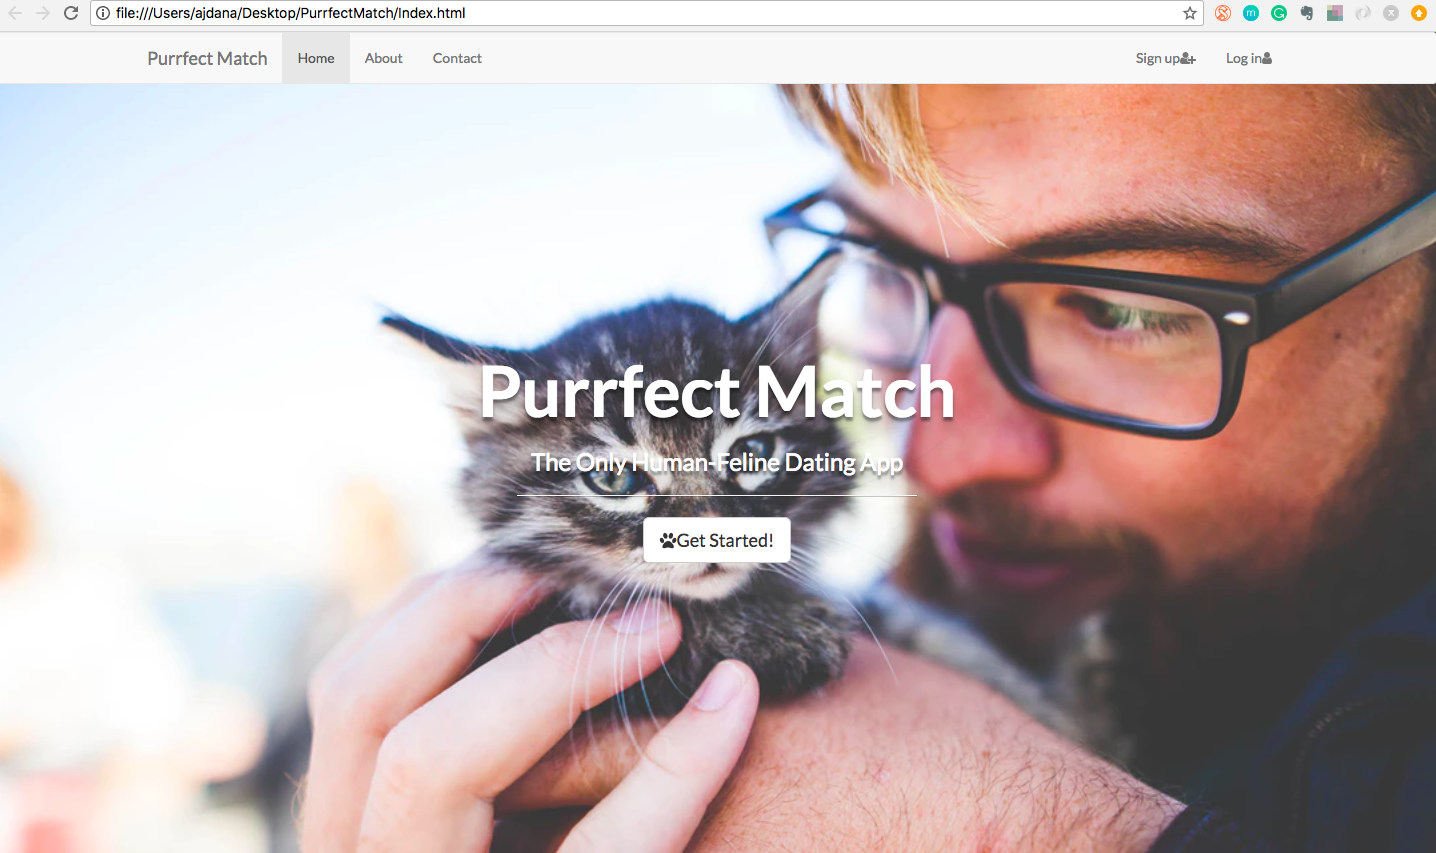 file:///Users/ajdana/Desktop/PurrfectMatch/Index.html
Purrfect Match Home About Contact Sign up Log in
Purrfect Match
The Only Human-Feline Dating App
Get Started!